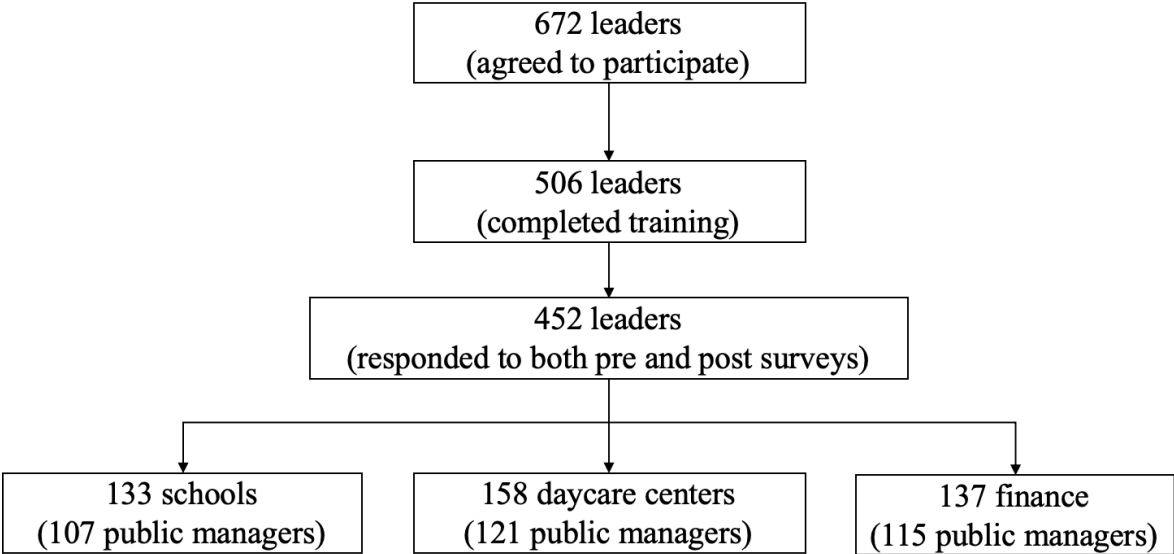 672 leaders
(agreed to participate)
506 leaders
(completed training)
452 leaders
(responded to both pre and post surveys)
133 schools
(107 public managers)
158 daycare centers
(121 public managers)
137 finance
(115 public managers)